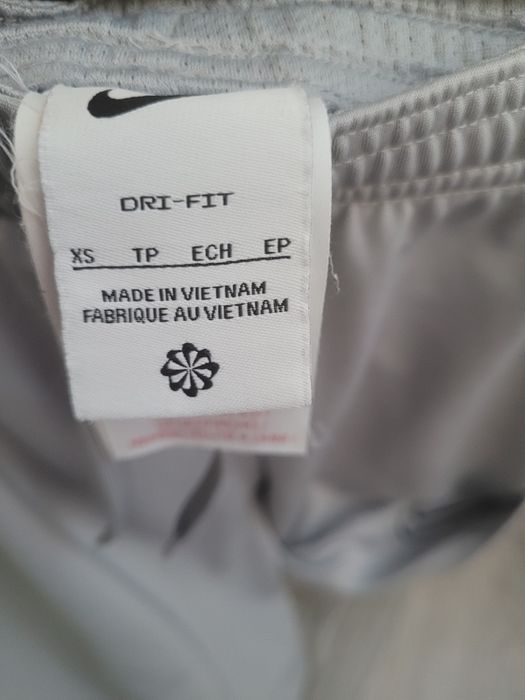 DRI-FIT
XS TP ECH EP
MADE IN VIETNAM
FABRIQUE AU VIETNAM